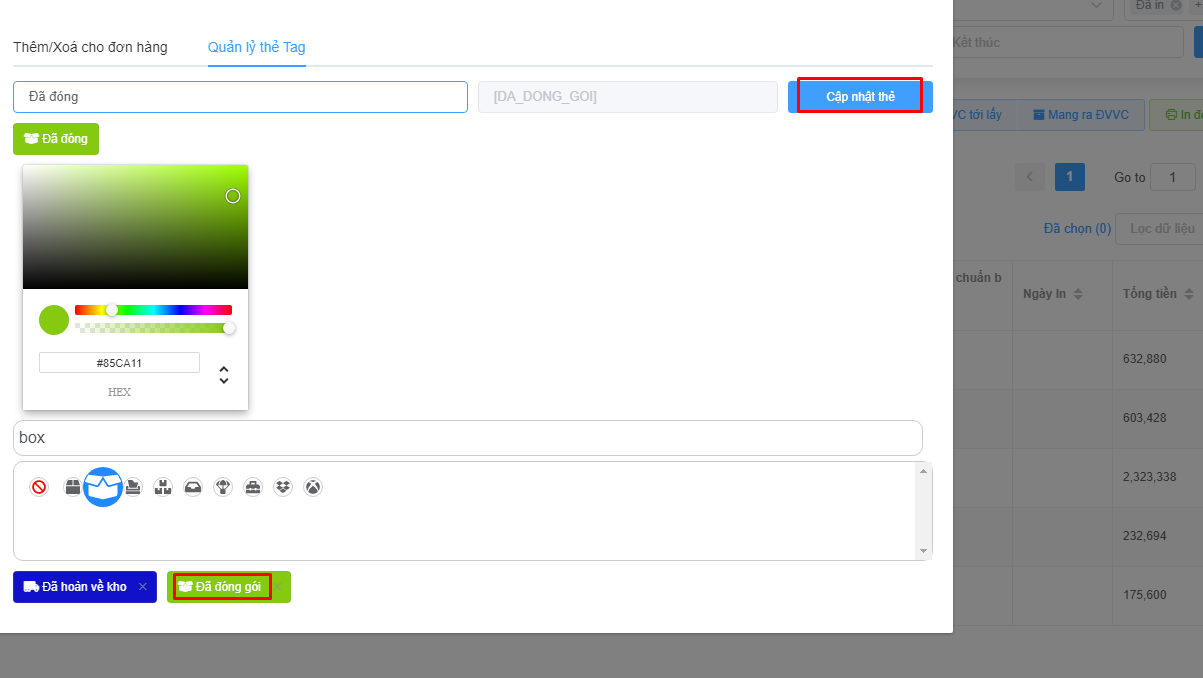 Đã in
Thêm/Xoá cho đơn hàng
Quản lý thẻ Tag
Kết thúc
Đã đóng
[DA_DONG_GOI]
Cập nhật thẻ
VC tới lấy
Mang ra ĐVVC
In đ
Đã đóng
1
Go to
1
Đã chọn (0)
Lọc dữ liệu
chuẩn b
Ngày In
Tổng tiền
632,880
#85CA11
HEX
603,428
box
2,323,338
232,694
Đã hoàn về kho
Đã đóng gói
175,600